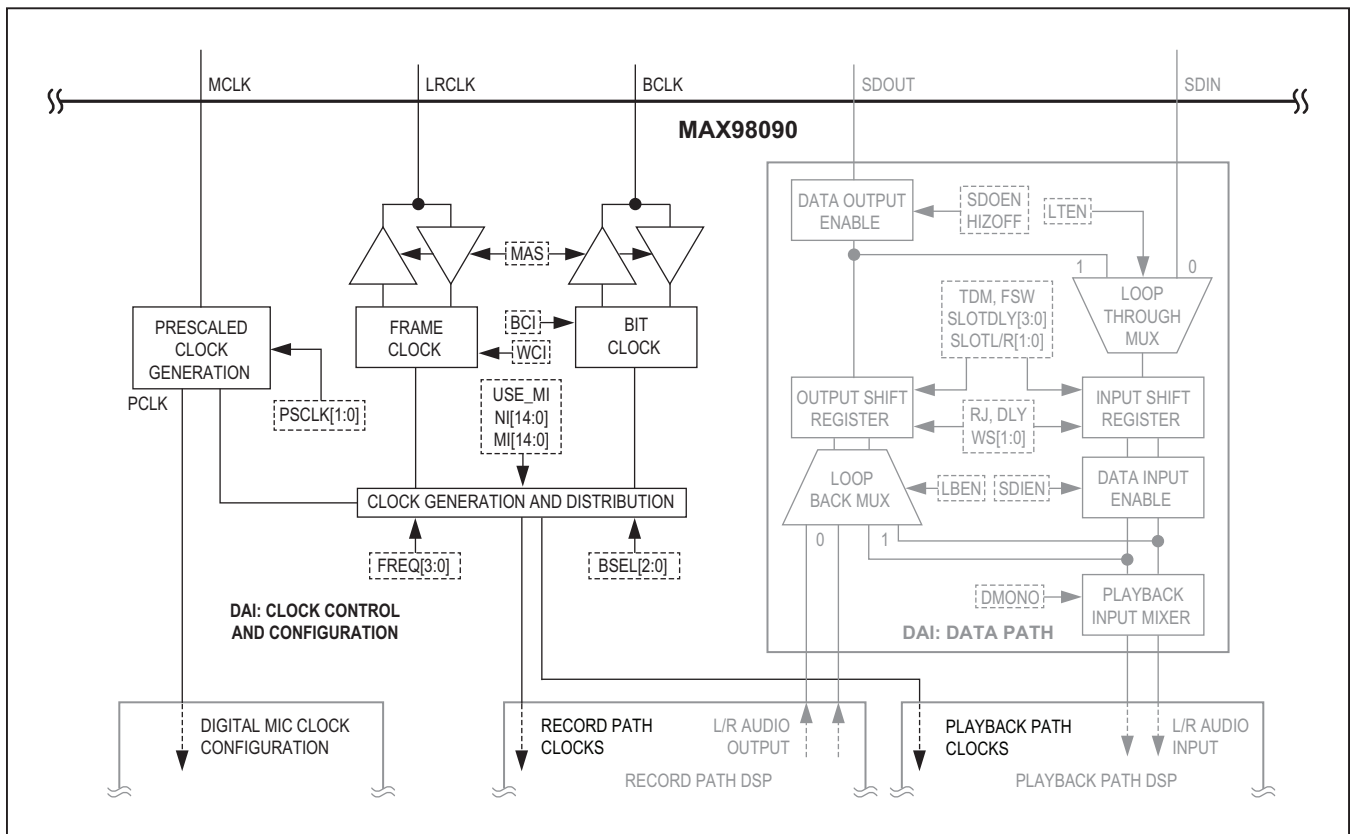 MCLK
LRCLK
BCLK
SDOUT
SDIN
MAX98090
DATA OUTPUT
ENABLE
SDOEN
HIZOFF
LTEN
MAS
1
0
LOOP
THROUGH
MUX
TDM, FSW
SLOTDLY[3:0]
SLOTL/R[1:0]
PRESCALED
CLOCK
GENERATION
FRAME
CLOCK
BCI
WCI
BIT
CLOCK
PCLK
PSCLK[1:0]
USE_MI
NI[14:0]
MI[14:0]
OUTPUT SHIFT
REGISTER
RJ, DLY
WS[1:0]
INPUT SHIFT
REGISTER
LOOP
BACK MUX
LBEN
SDIEN
DATA INPUT
ENABLE
CLOCK GENERATION AND DISTRIBUTION
0
1
FREQ[3:0]
BSEL[2:0]
DMONO
PLAYBACK
INPUT MIXER
DAI: CLOCK CONTROL
AND CONFIGURATION
DAI: DATA PATH
DIGITAL MIC CLOCK
CONFIGURATION
RECORD PATH
CLOCKS
L/R AUDIO
OUTPUT
RECORD PATH DSP
PLAYBACK PATH
CLOCKS
L/R AUDIO
INPUT
PLAYBACK PATH DSP